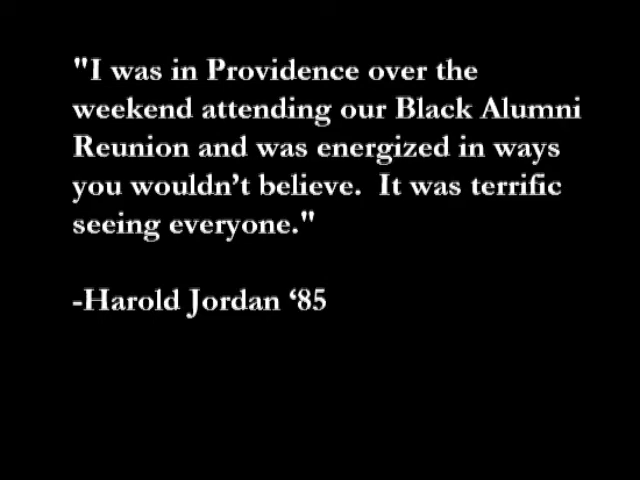 "I was in Providence over the
weekend attending our Black Alumni
Reunion and was energized in ways
you wouldn’t believe.  It was terrific
seeing everyone."
-Harold Jordan ‘85